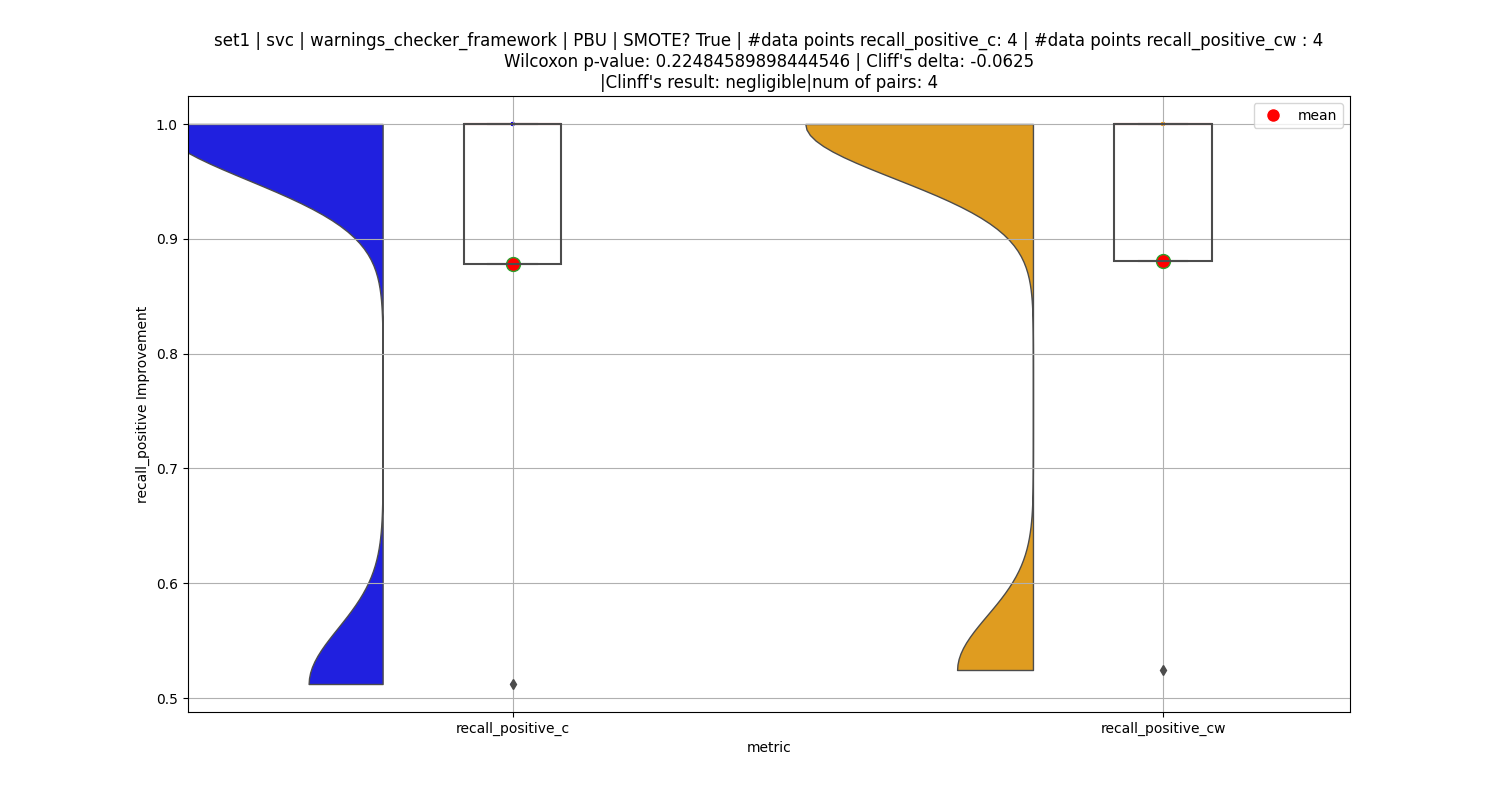 set1 | svc | warnings_checker_framework | PBU | SMOTE? True | #data points recall_positive_c: 4 | #data points recall_positive_cw : 4
Wilcoxon p-value: 0.22484589898444546 | Cliff's delta: -0.0625
|Clinff's result: negligible|num of pairs: 4
mean
1.0
0.9
0.8
0.7
0.6
0.5
recall_positive Improvement
recall_positive_c
recall_positive_cw
metric